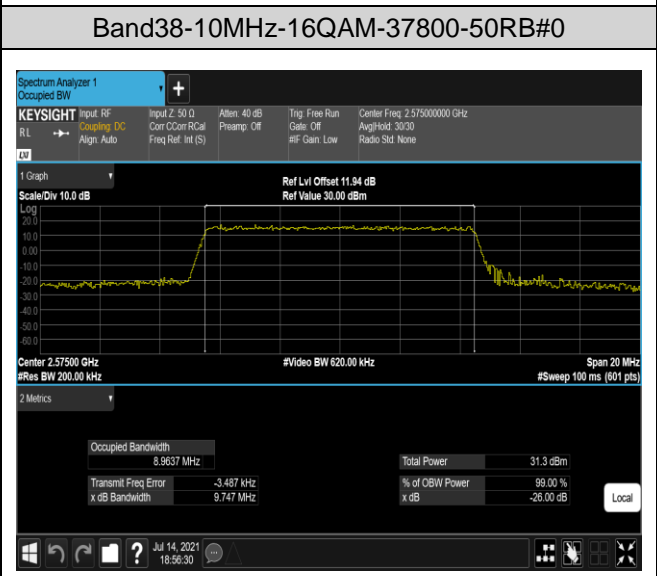 Band38-10MHz-16QAM-37800-50RB#0
Spectrum Analyzer 1
Occupied BW
+
KEYSIGHT
RL
Input: RF
Coupling: DC
Align: Auto
Input Z: 50 Ω
Corr CCorr RCal
Freq Ref: Int (S)
Atten: 40 dB
Preamp: Off
Trig: Free Run
Gate: Off
#IF Gain: Low
Center Freq: 2.575000000 GHz
Avg|Hold: 30/30
Radio Std: None
1 Graph
Scale/Div 10.0 dB
Ref Lvl Offset 11.94 dB
Ref Value 30.00 dBm
Log
20.0
10.0
0.00
-10.0
-20.0
-30.0
-40.0
-50.0
-60.0
Center 2.57500 GHz
#Video BW 620.00 kHz
Span 20 MHz
#Res BW 200.00 kHz
#Sweep 100 ms (601 pts)
2 Metrics
Occupied Bandwidth
8.9637 MHz
Total Power 31.3 dBm
Transmit Freq Error -3.487 kHz
% of OBW Power 99.00 %
x dB Bandwidth 9.747 MHz
x dB -26.00 dB
Local
?
Jul 14, 2021
18:56:30